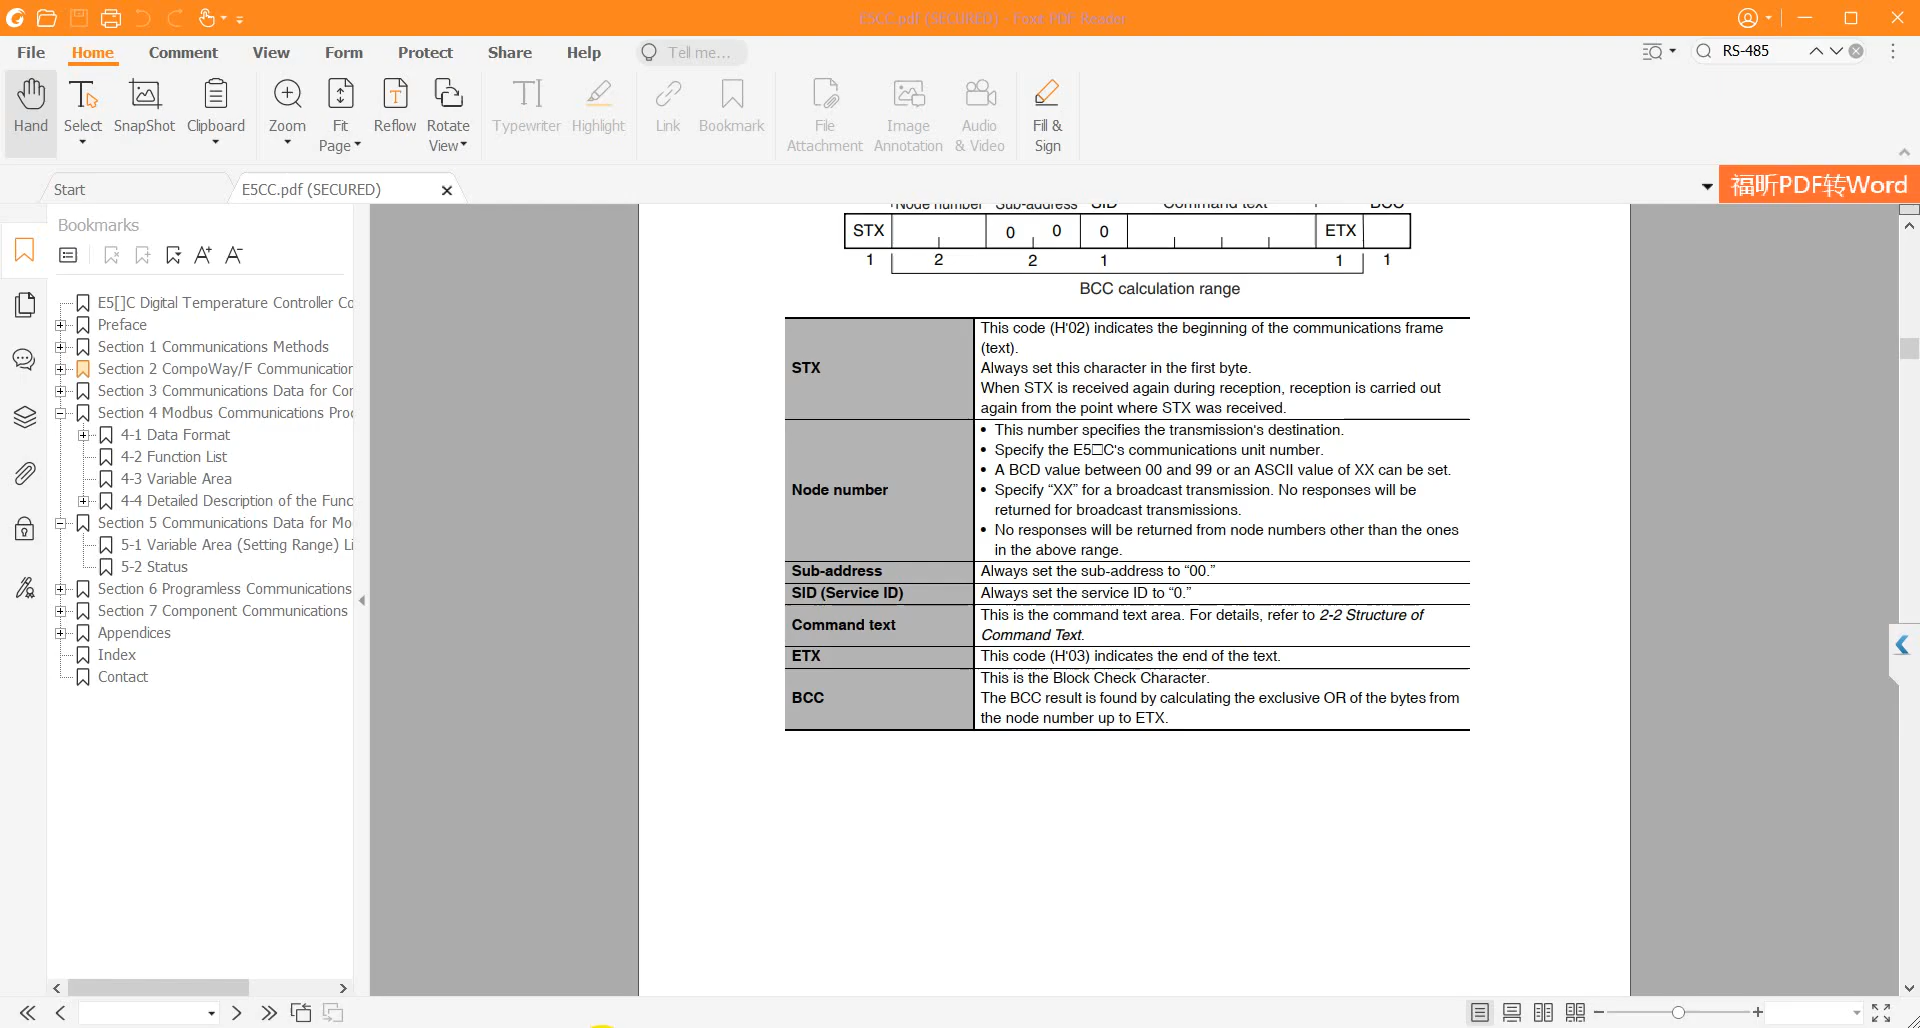 E5CC.pdf (SECURED) - Foxit PDF Reader
File Home Comment View Form Protect Share Help Tell me... RS-485
Hand Select SnapShot Clipboard Zoom Fit Page Reflow Rotate View Typewriter Highlight Link Bookmark File Attachment Image Annotation Audio & Video Fill & Sign
Start E5CC.pdf (SECURED) 福昕PDF转Word
Bookmarks
E5[]C Digital Temperature Controller Co
Preface
Section 1 Communications Methods
Section 2 CompoWay/F Communication
Section 3 Communications Data for Cor
Section 4 Modbus Communications Proc
4-1 Data Format
4-2 Function List
4-3 Variable Area
4-4 Detailed Description of the Func
Section 5 Communications Data for Mo
5-1 Variable Area (Setting Range) Li
5-2 Status
Section 6 Programless Communications
Section 7 Component Communications
Appendices
Index
Contact
Node number Sub-address SID Command text BCC
STX 0 0 0 ETX
1 2 2 1 1 1
BCC calculation range
STX
This code (H'02) indicates the beginning of the communications frame
(text).
Always set this character in the first byte.
When STX is received again during reception, reception is carried out
again from the point where STX was received.
Node number
• This number specifies the transmission's destination.
• Specify the E5□C's communications unit number.
• A BCD value between 00 and 99 or an ASCII value of XX can be set.
• Specify “XX” for a broadcast transmission. No responses will be
returned for broadcast transmissions.
• No responses will be returned from node numbers other than the ones
in the above range.
Sub-address Always set the sub-address to “00.”
SID (Service ID) Always set the service ID to “0.”
Command text
This is the command text area. For details, refer to 2-2 Structure of
Command Text.
ETX This code (H'03) indicates the end of the text.
BCC
This is the Block Check Character.
The BCC result is found by calculating the exclusive OR of the bytes from
the node number up to ETX.